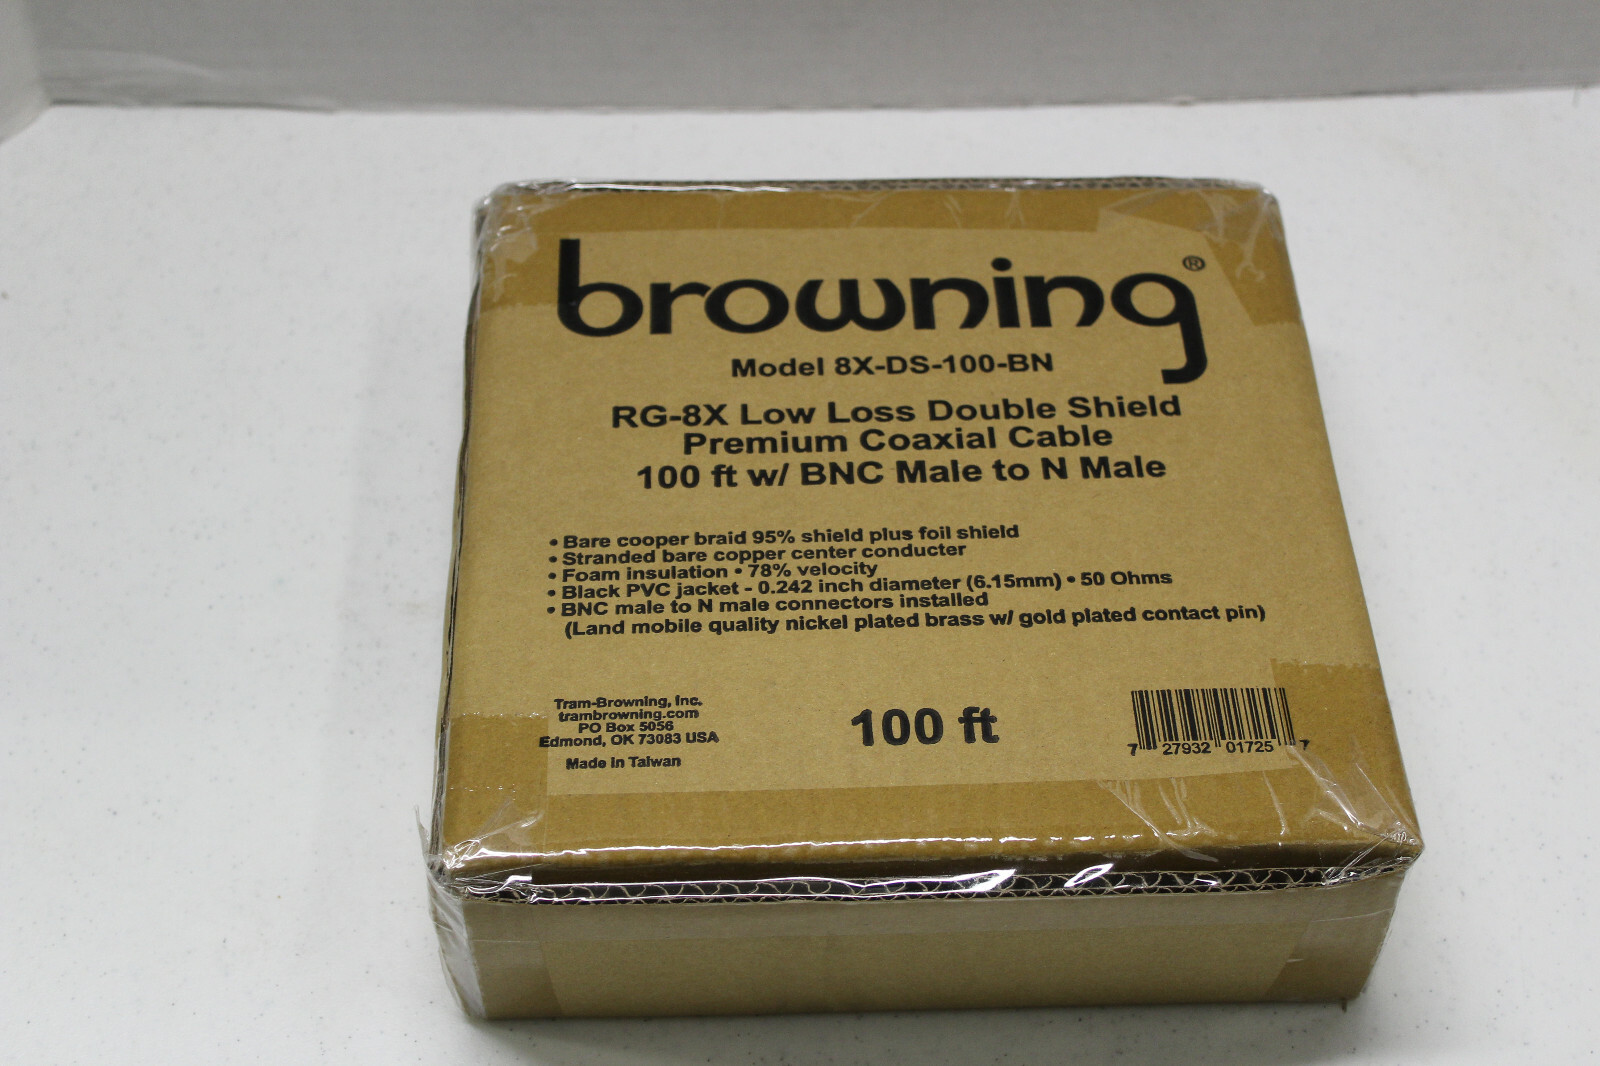 browning®
Model 8X-DS-100-BN
RG-8X Low Loss Double Shield
Premium Coaxial Cable
100 ft w/ BNC Male to N Male
• Bare cooper braid 95% shield plus foil shield
• Stranded bare copper center conducter
• Foam insulation • 78% velocity
• Black PVC jacket - 0.242 inch diameter (6.15mm) • 50 Ohms
• BNC male to N male connectors installed
(Land mobile quality nickel plated brass w/ gold plated contact pin)
Tram-Browning, Inc.
trambrowning.com
PO Box 5056
Edmond, OK 73083 USA
Made in Taiwan
100 ft
7 27932 01725 7